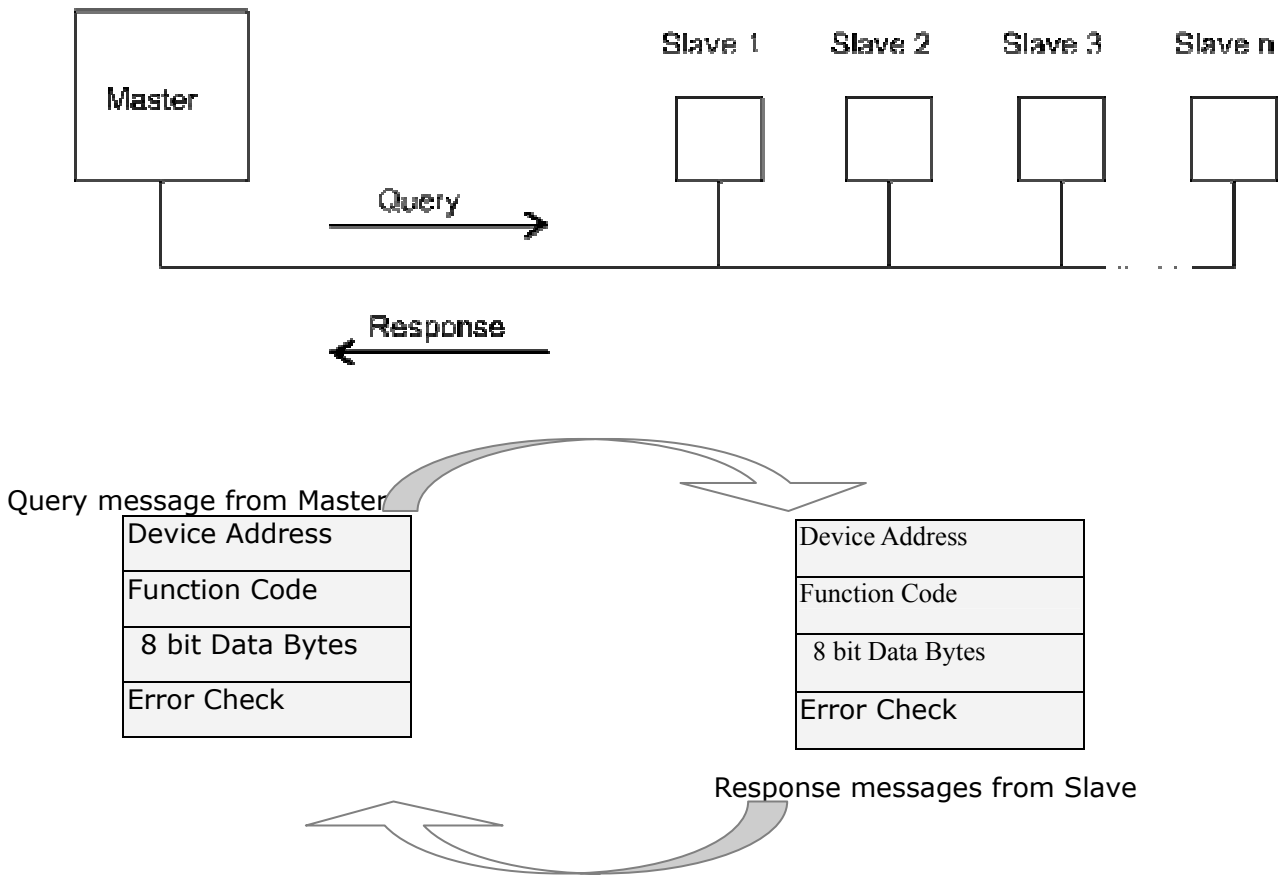 Master
Slave 1 Slave 2 Slave 3 Slave n
Query
Response
Query message from Master
Device Address
Function Code
8 bit Data Bytes
Error Check
Device Address
Function Code
8 bit Data Bytes
Error Check
Response messages from Slave